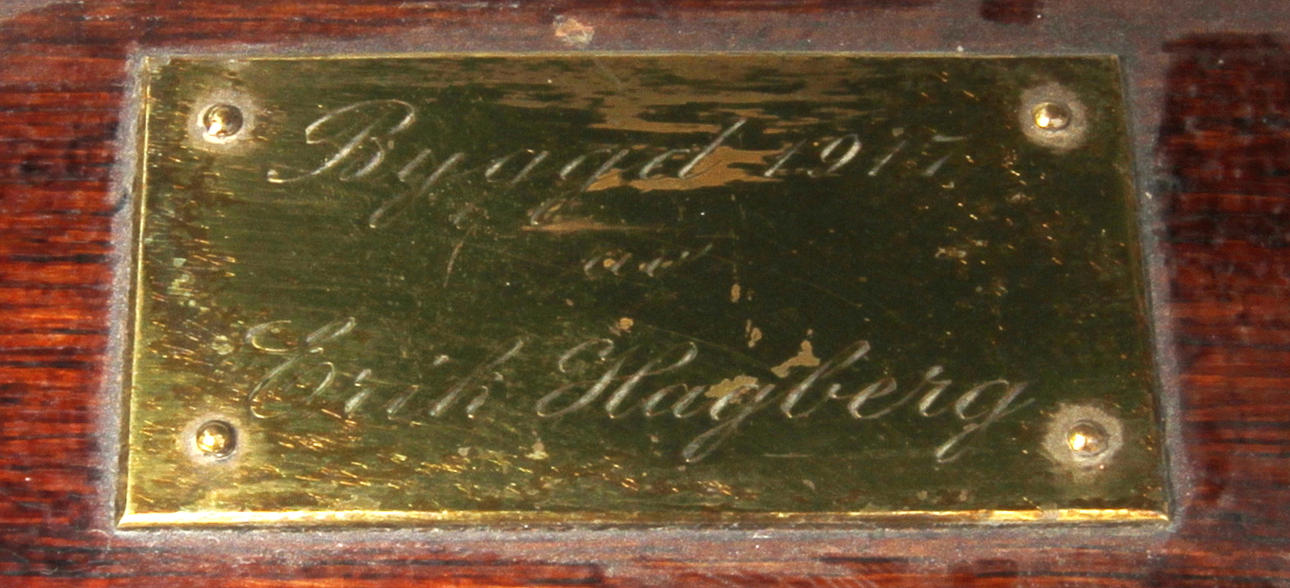 Byggd 1917
av
Erik Hagberg